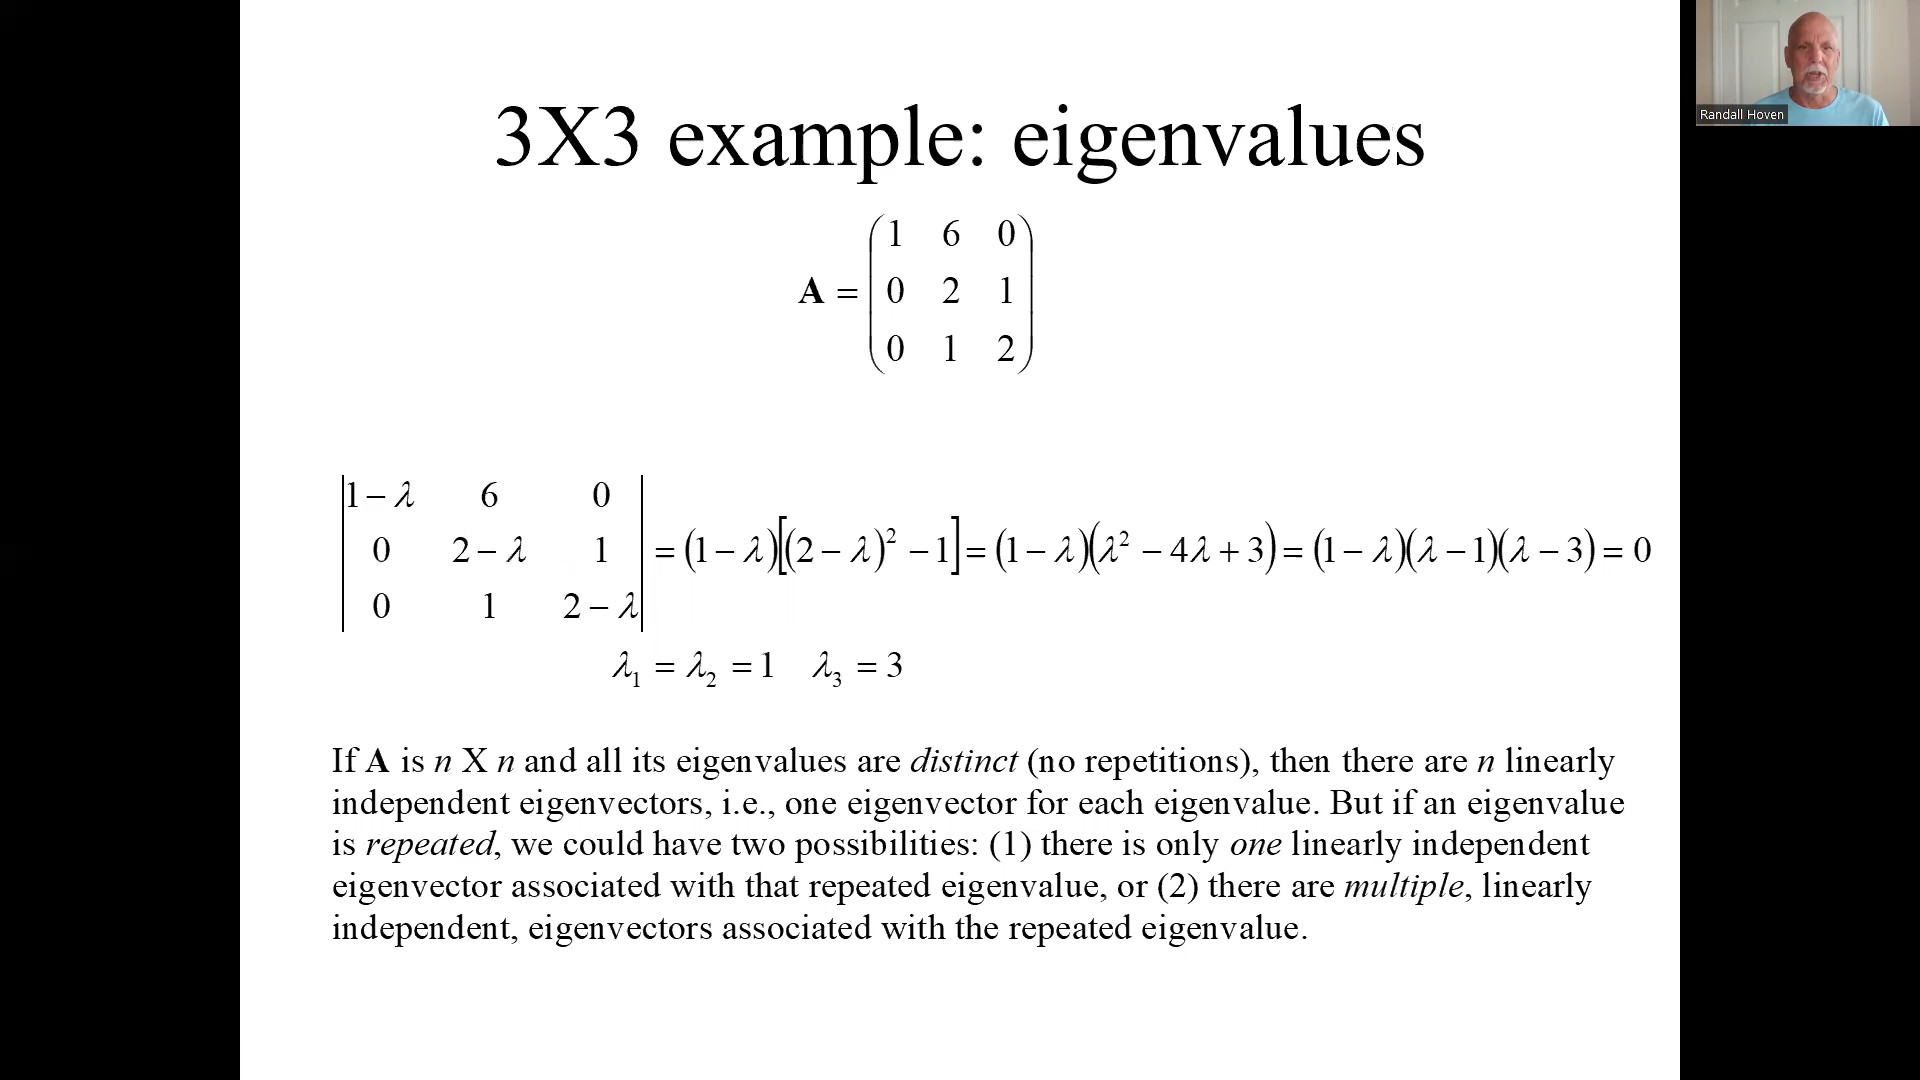 3X3 example: eigenvalues
Randall Hoven
1 6 0
A = 0 2 1
0 1 2
1 − λ 6 0
0 2 − λ 1 = (1 − λ)[(2 − λ)² − 1] = (1 − λ)(λ² − 4λ + 3) = (1 − λ)(λ − 1)(λ − 3) = 0
0 1 2 − λ
λ₁ = λ₂ = 1 λ₃ = 3
If A is n X n and all its eigenvalues are distinct (no repetitions), then there are n linearly
independent eigenvectors, i.e., one eigenvector for each eigenvalue. But if an eigenvalue
is repeated, we could have two possibilities: (1) there is only one linearly independent
eigenvector associated with that repeated eigenvalue, or (2) there are multiple, linearly
independent, eigenvectors associated with the repeated eigenvalue.